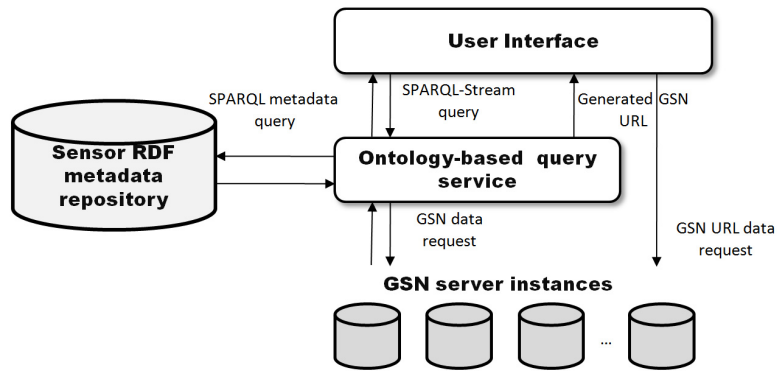 User Interface
SPARQL metadata
query
SPARQL-Stream
query
Generated GSN
URL
Sensor RDF
metadata
repository
Ontology-based query
service
GSN data
request
GSN URL data
request
GSN server instances
...